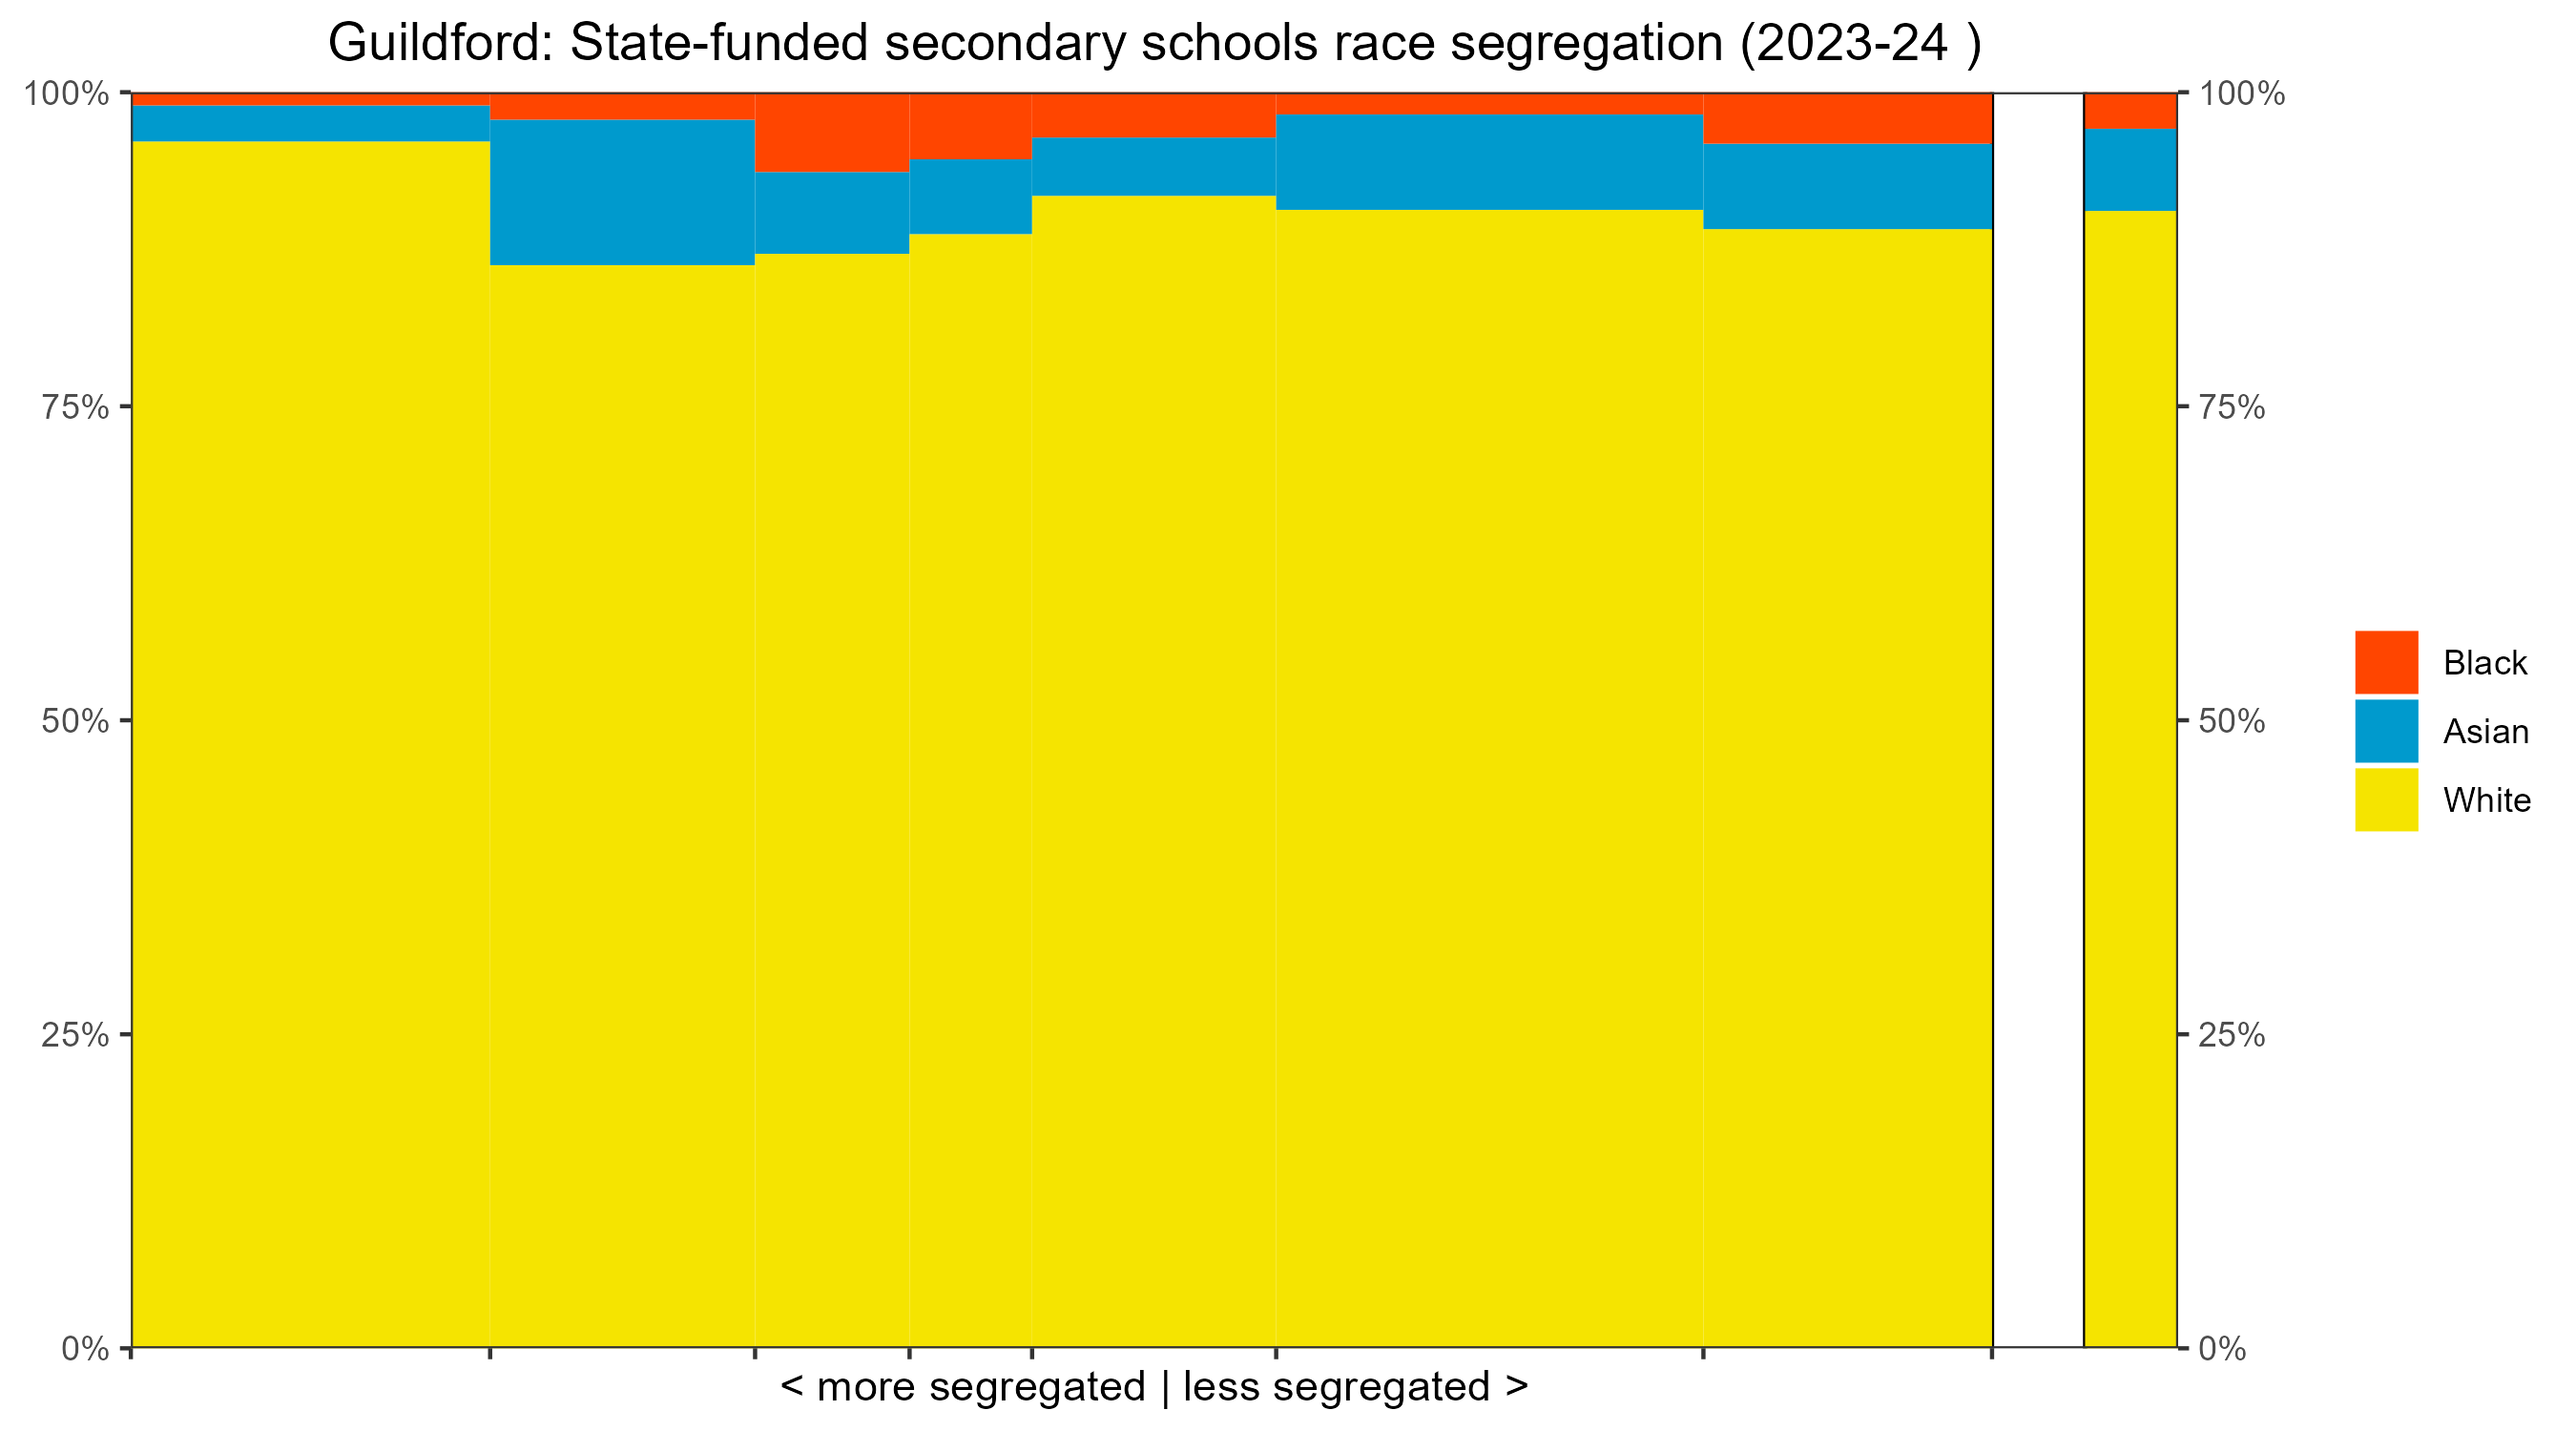 Guildford: State-funded secondary schools race segregation (2023-24 )
100%
75%
50%
25%
0%
100%
75%
50%
25%
0%
Black
Asian
White
< more segregated | less segregated >